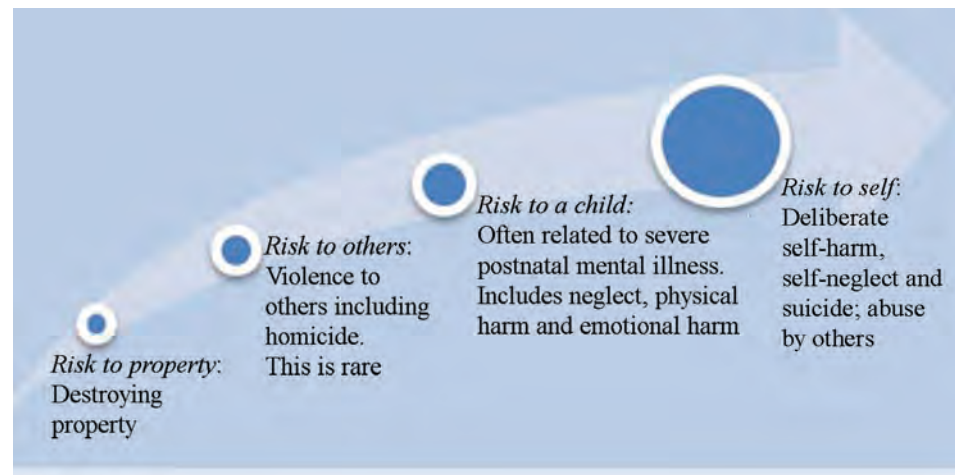 Risk to property:
Destroying
property
Risk to others:
Violence to
others including
homicide.
This is rare
Risk to a child:
Often related to severe
postnatal mental illness.
Includes neglect, physical
harm and emotional harm
Risk to self:
Deliberate
self-harm,
self-neglect and
suicide; abuse
by others